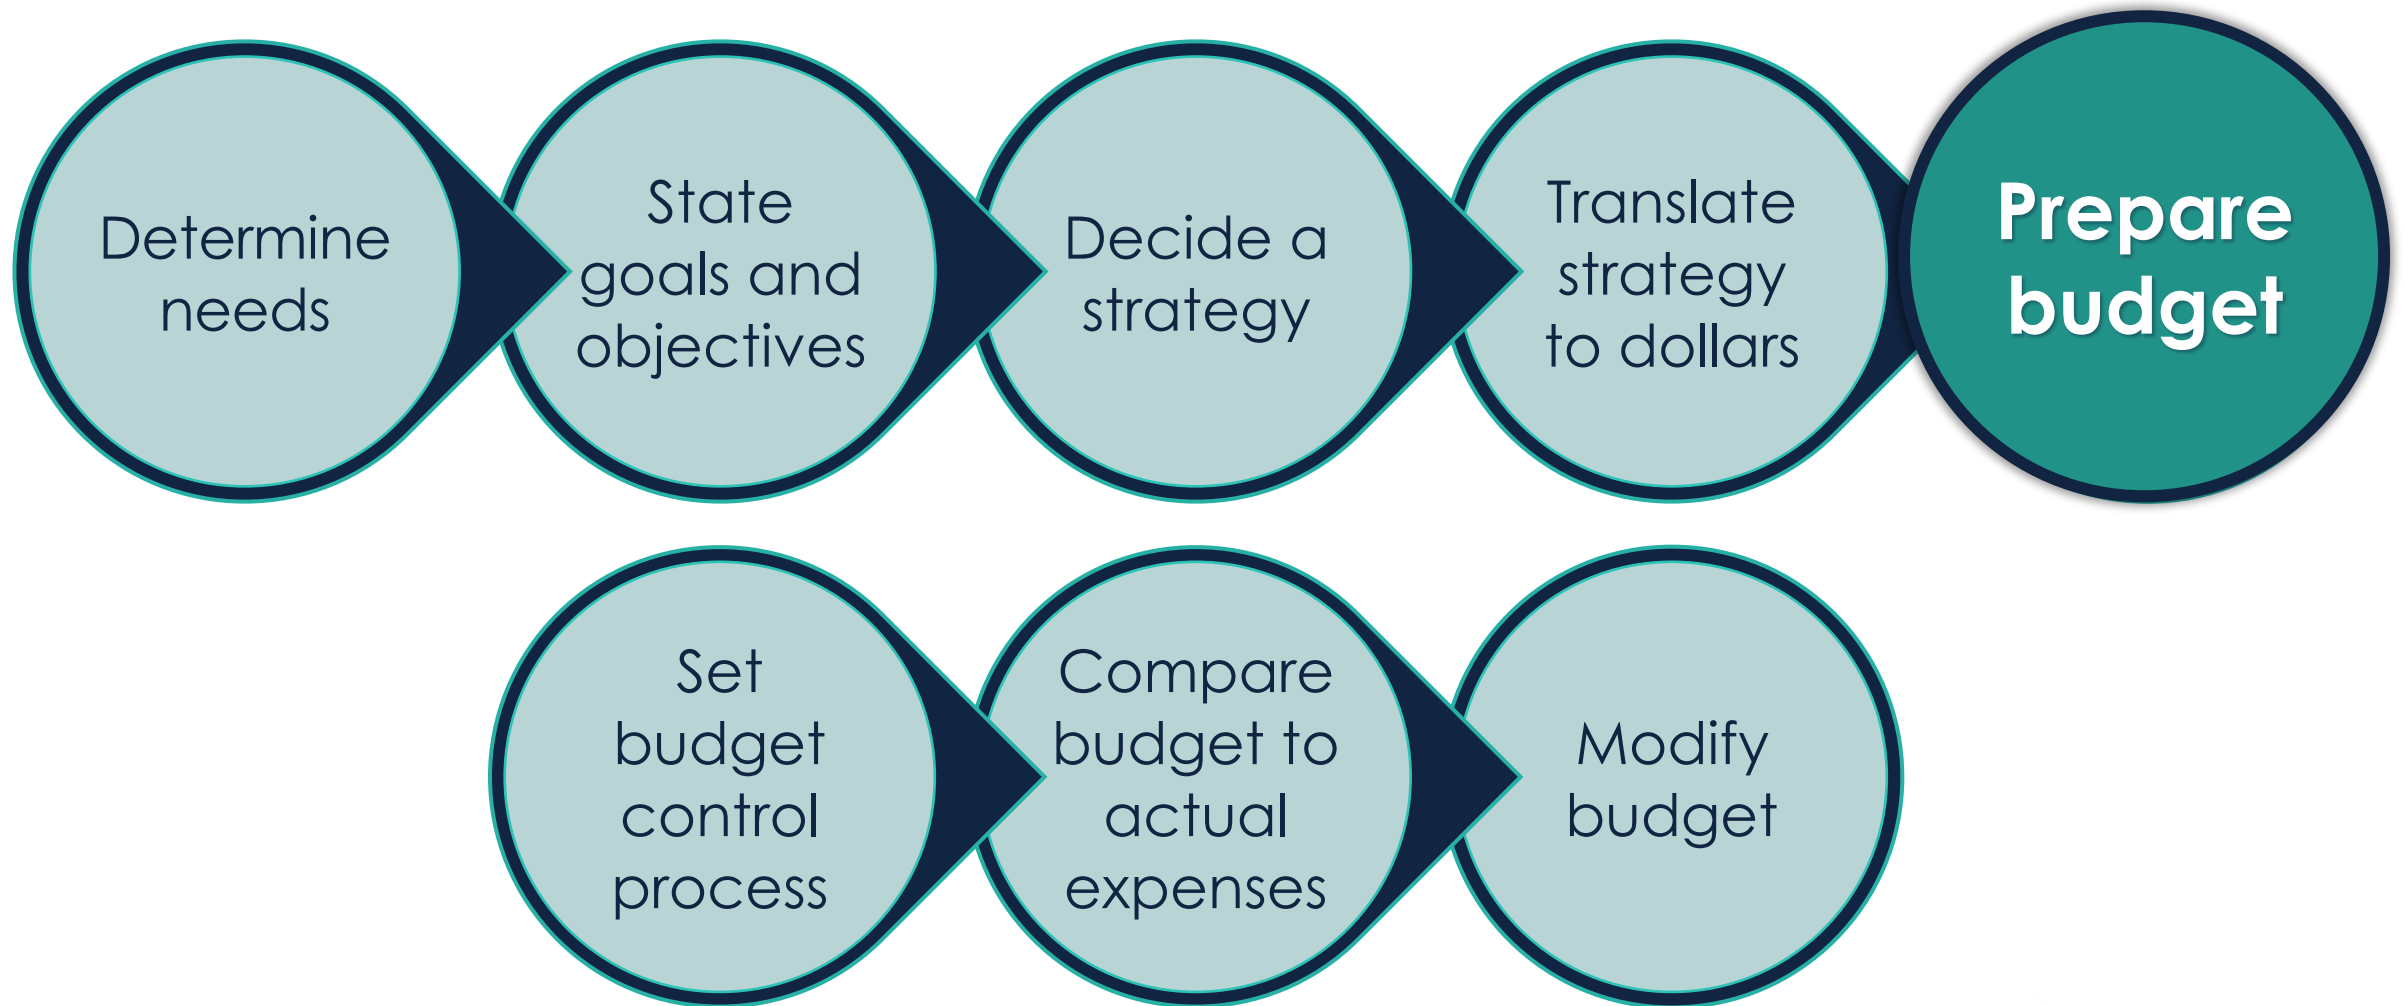 Determine
needs
State
goals and
objectives
Decide a
strategy
Translate
strategy
to dollars
Prepare
budget
Set
budget
control
process
Compare
budget to
actual
expenses
Modify
budget